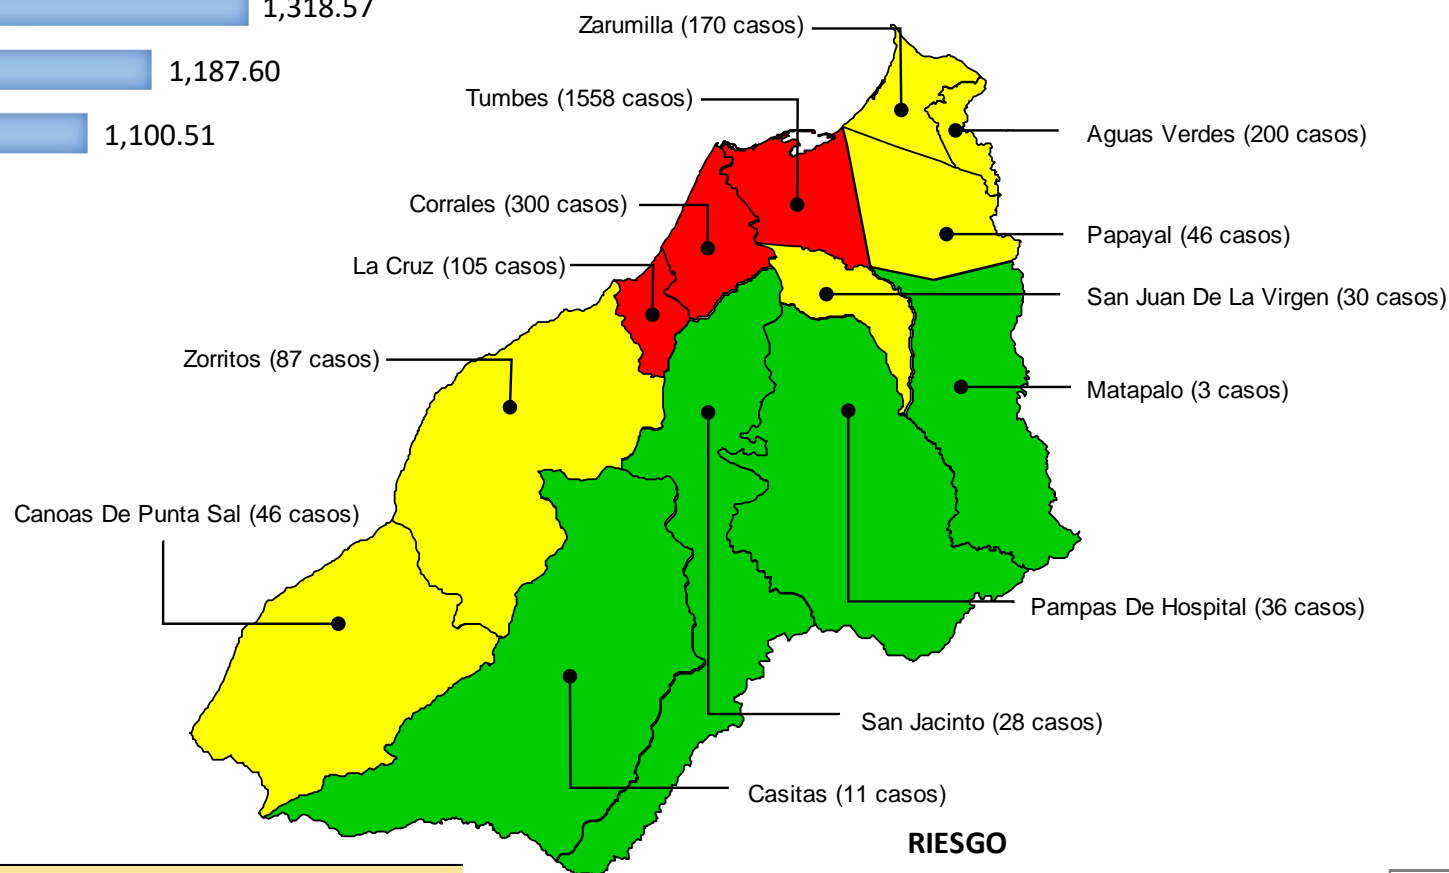 1,318.57
1,187.60
1,100.51
Zarumilla (170 casos)
Tumbes (1558 casos)
Aguas Verdes (200 casos)
Corrales (300 casos)
Papayal (46 casos)
La Cruz (105 casos)
San Juan De La Virgen (30 casos)
Zorritos (87 casos)
Matapalo (3 casos)
Canoas De Punta Sal (46 casos)
Pampas De Hospital (36 casos)
San Jacinto (28 casos)
Casitas (11 casos)
RIESGO